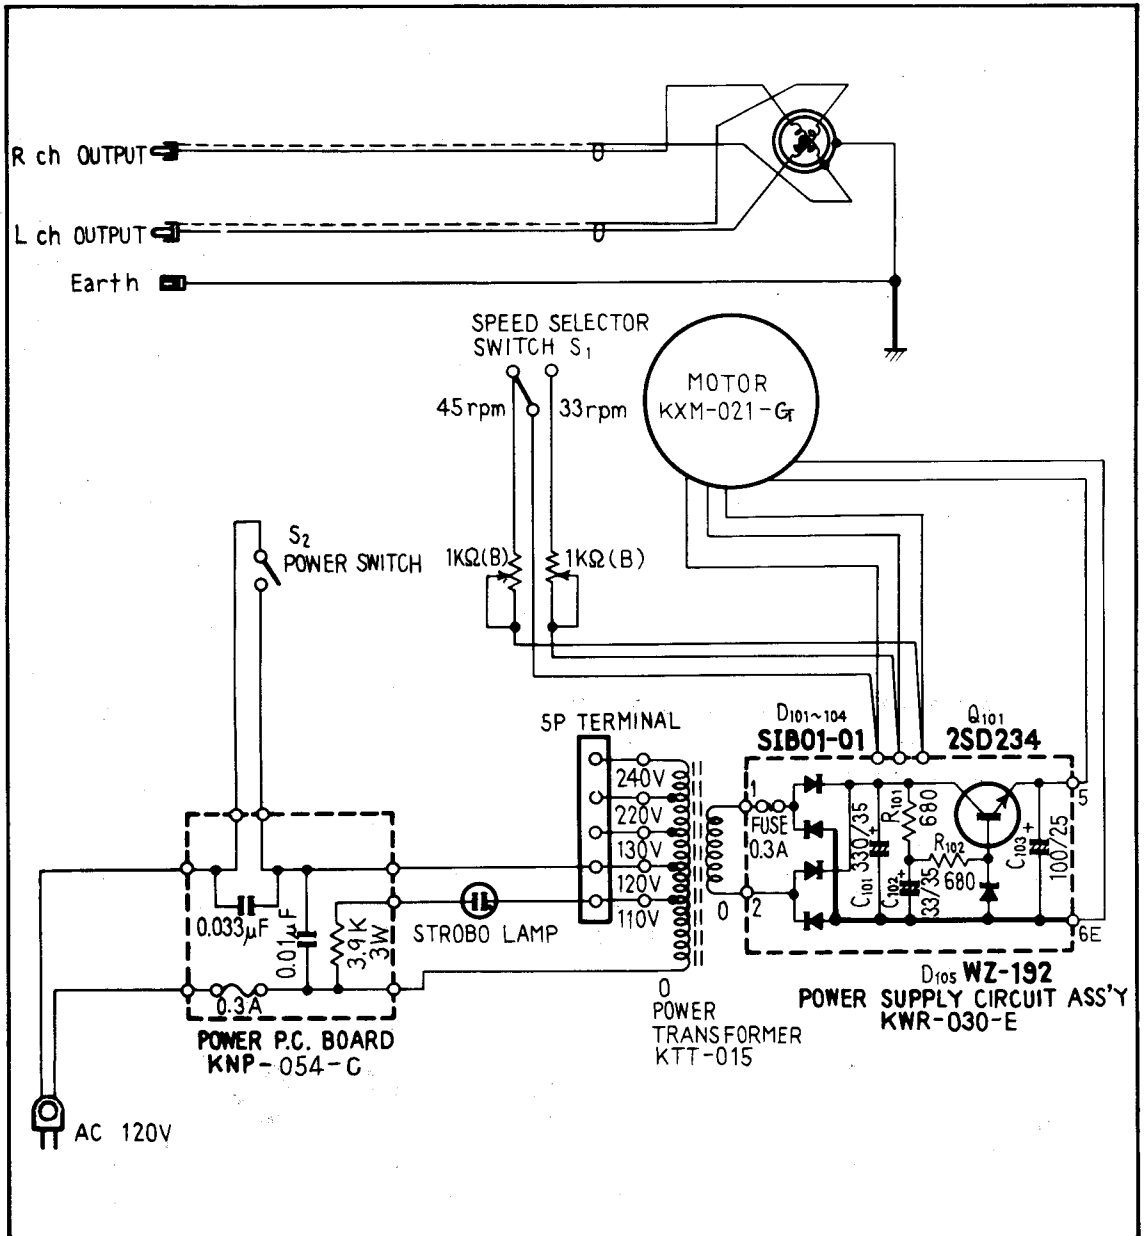 R ch OUTPUT
L ch OUTPUT
Earth
SPEED SELECTOR
SWITCH S1
45rpm
33rpm
MOTOR
KXM-021-G
S2
POWER SWITCH
1KΩ(B)
1KΩ(B)
5P TERMINAL
240V
220V
130V
120V
110V
0
0
D101~104
SIB01-01
Q101
2SD234
1
FUSE
0.3A
2
C101 330/35
+
R101
680
R102
680
C102
33/35
+
C103
100/25
+
5
6E
D105 WZ-192
POWER SUPPLY CIRCUIT ASS'Y
KWR-030-E
0.033μF
0.01μF
3.9K
3W
STROBO LAMP
0.3A
POWER P.C. BOARD
KNP-054-C
POWER
TRANSFORMER
KTT-015
AC 120V